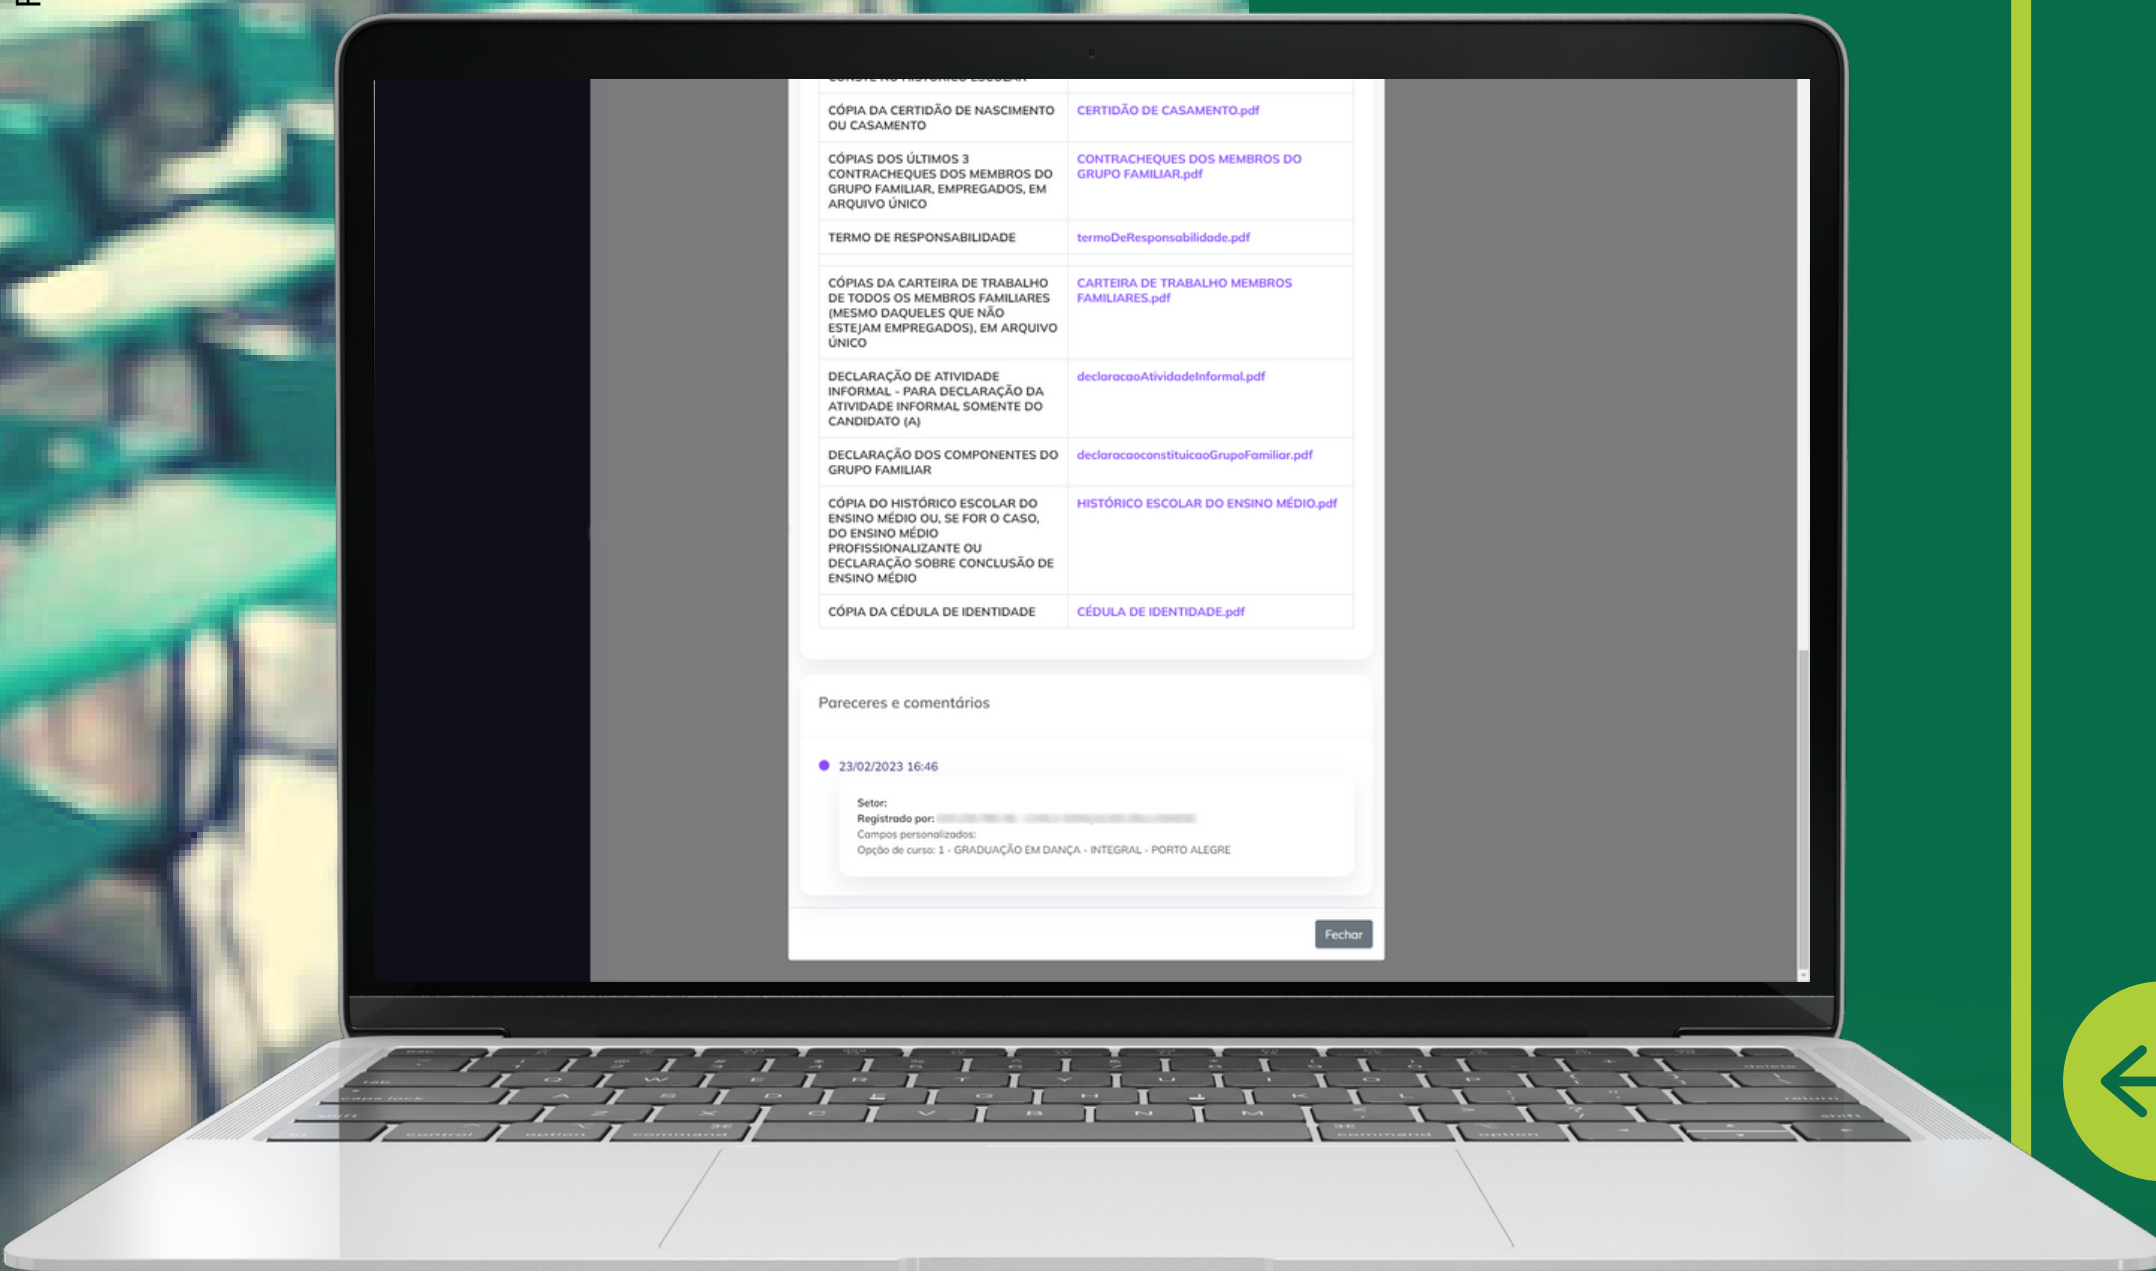 CÓPIA DA CERTIDÃO DE NASCIMENTO
OU CASAMENTO
CERTIDÃO DE CASAMENTO.pdf
CÓPIAS DOS ÚLTIMOS 3
CONTRACHEQUES DOS MEMBROS DO
GRUPO FAMILIAR, EMPREGADOS, EM
ARQUIVO ÚNICO
CONTRACHEQUES DOS MEMBROS DO
GRUPO FAMILIAR.pdf
TERMO DE RESPONSABILIDADE
termoDeResponsabilidade.pdf
CÓPIAS DA CARTEIRA DE TRABALHO
DE TODOS OS MEMBROS FAMILIARES
(MESMO DAQUELES QUE NÃO
ESTEJAM EMPREGADOS), EM ARQUIVO
ÚNICO
CARTEIRA DE TRABALHO MEMBROS
FAMILIARES.pdf
DECLARAÇÃO DE ATIVIDADE
INFORMAL - PARA DECLARAÇÃO DA
ATIVIDADE INFORMAL SOMENTE DO
CANDIDATO (A)
declaracaoAtividadeInformal.pdf
DECLARAÇÃO DOS COMPONENTES DO
GRUPO FAMILIAR
declaracaoconstituicaoGrupoFamiliar.pdf
CÓPIA DO HISTÓRICO ESCOLAR DO
ENSINO MÉDIO OU, SE FOR O CASO,
DO ENSINO MÉDIO
PROFISSIONALIZANTE OU
DECLARAÇÃO SOBRE CONCLUSÃO DE
ENSINO MÉDIO
HISTÓRICO ESCOLAR DO ENSINO MÉDIO.pdf
CÓPIA DA CÉDULA DE IDENTIDADE
CÉDULA DE IDENTIDADE.pdf
Pareceres e comentários
23/02/2023 16:46
Setor:
Registrado por:
Campos personalizados:
Opção de curso: 1 - GRADUAÇÃO EM DANÇA - INTEGRAL - PORTO ALEGRE
Fechar